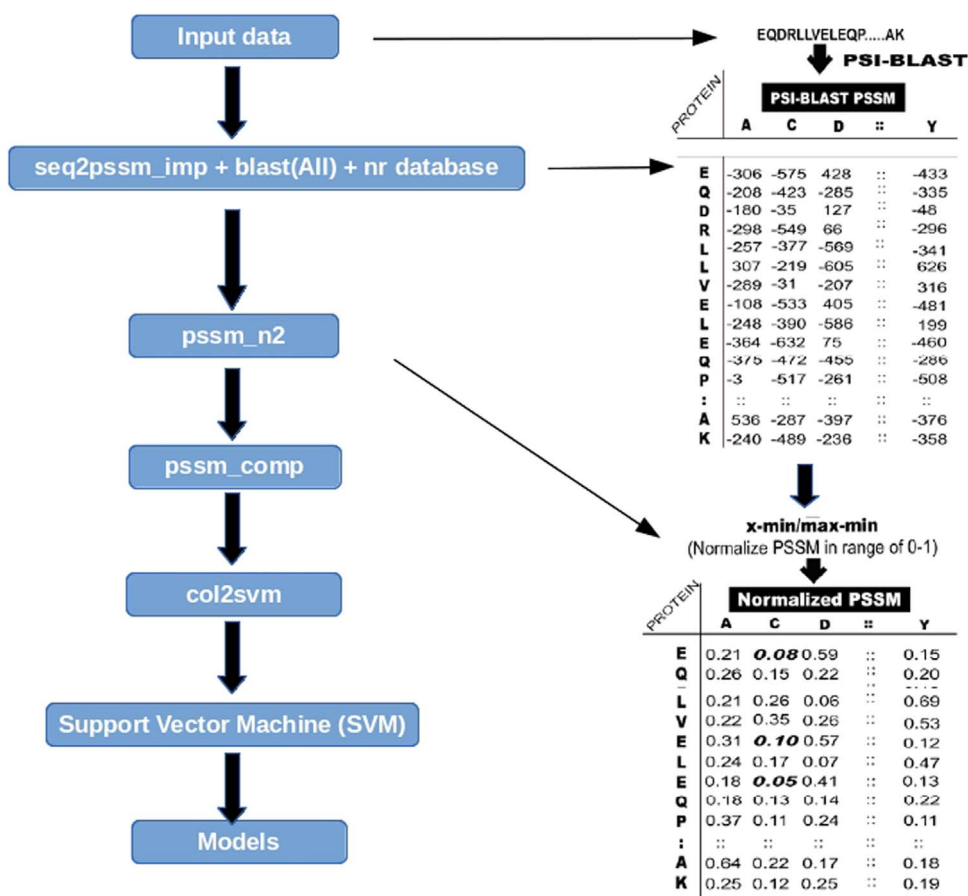 Input data
seq2pssm_imp + blast(All) + nr database
pssm_n2
pssm_comp
col2svm
Support Vector Machine (SVM)
Models
EQDRLLVELEQP.....AK
PSI-BLAST
PROTEIN
PSI-BLAST PSSM
A C D :: Y
E -306 -575 428 :: -433
Q -208 -423 -285 :: -335
D -180 -35 127 :: -48
R -298 -549 66 :: -296
L -257 -377 -569 :: -341
L 307 -219 -605 :: 626
V -289 -31 -207 :: 316
E -108 -533 405 :: -481
L -248 -390 -586 :: 199
E -364 -632 75 :: -460
Q -375 -472 -455 :: -286
P -3 -517 -261 :: -508
: :: :: :: :: ::
A 536 -287 -397 :: -376
K -240 -489 -236 :: -358
x-min/max-min
(Normalize PSSM in range of 0-1)
PROTEIN
Normalized PSSM
A C D :: Y
E 0.21 0.08 0.59 :: 0.15
Q 0.26 0.15 0.22 :: 0.20
L 0.21 0.26 0.06 :: 0.69
V 0.22 0.35 0.26 :: 0.53
E 0.31 0.10 0.57 :: 0.12
L 0.24 0.17 0.07 :: 0.47
E 0.18 0.05 0.41 :: 0.13
Q 0.18 0.13 0.14 :: 0.22
P 0.37 0.11 0.24 :: 0.11
: :: :: :: :: ::
A 0.64 0.22 0.17 :: 0.18
K 0.25 0.12 0.25 :: 0.19